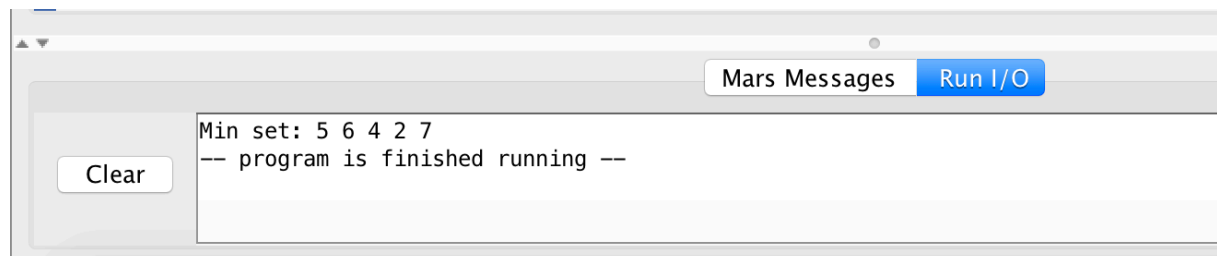 Mars Messages Run I/O
Min set: 5 6 4 2 7
-- program is finished running --
Clear